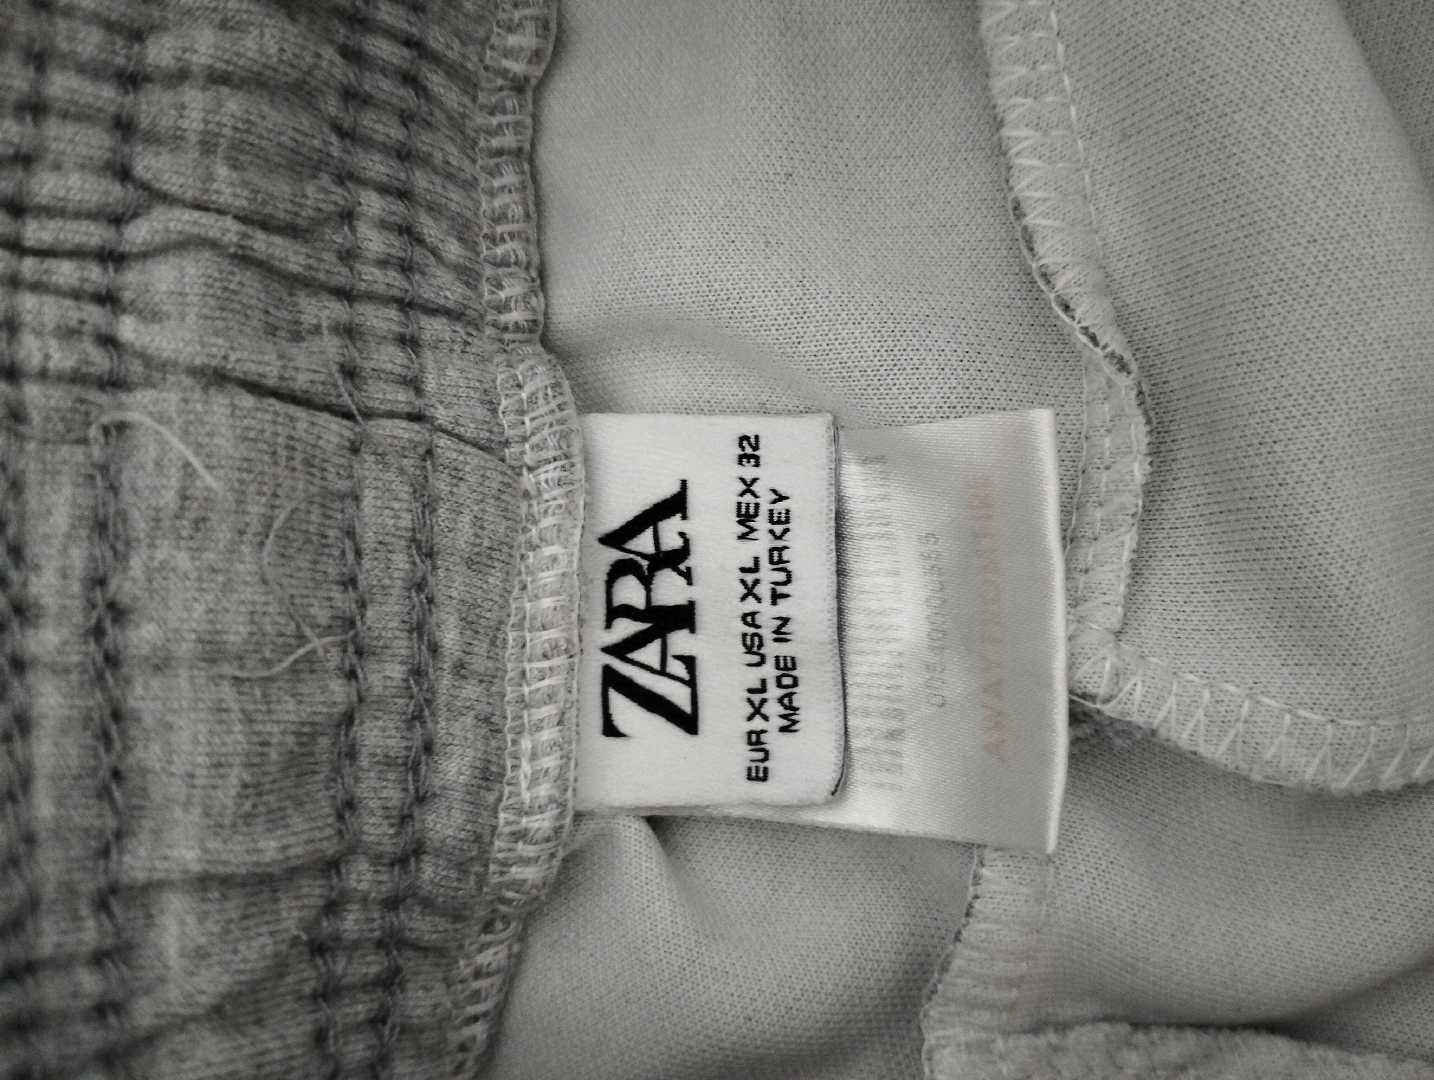 ZARA
EUR XL USA XL MEX 32
MADE IN TURKEY